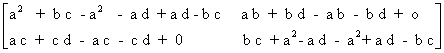 a² + bc - a² - ad + ad - bc ab + bd - ab - bd + o
ac + cd - ac - cd + 0 bc + a² - ad - a² + ad - bc